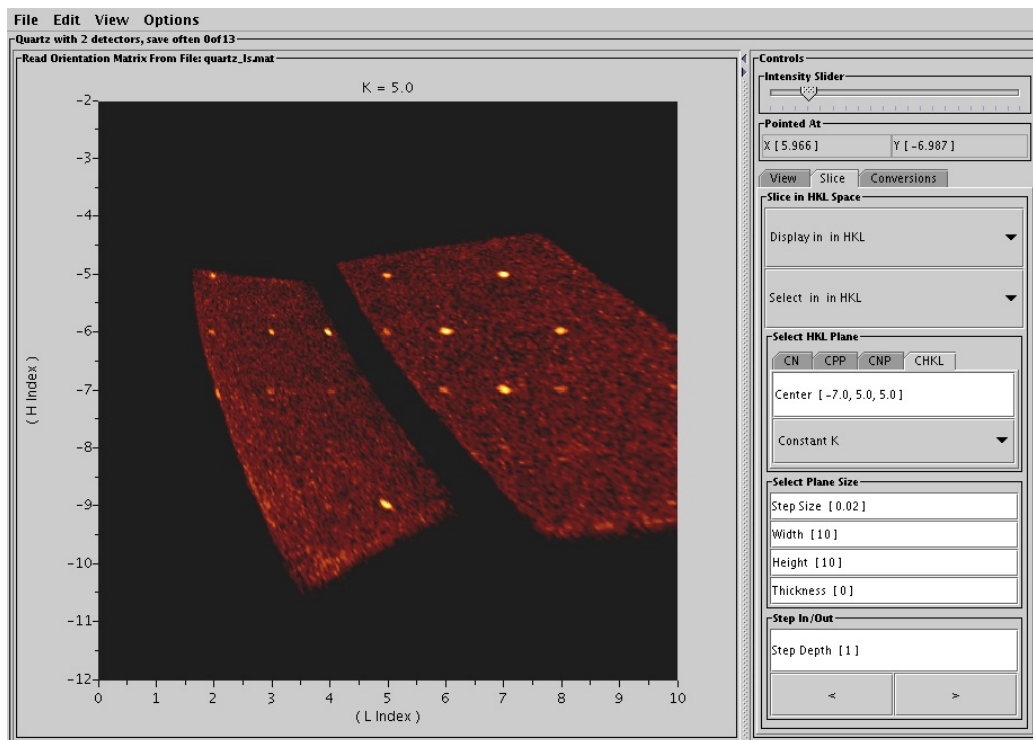 File Edit View Options
Quartz with 2 detectors, save often 0of13
Read Orientation Matrix From File: quartz_ls.mat
K = 5.0
-2
-3
-4
-5
-6
-7
-8
-9
-10
-11
-12
( H Index )
0 1 2 3 4 5 6 7 8 9 10
( L Index )
Controls
Intensity Slider
Pointed At
X [ 5.966 ] Y [ -6.987 ]
View Slice Conversions
Slice in HKL Space
Display in in HKL
Select in in HKL
Select HKL Plane
CN CPP CNP CHKL
Center [ -7.0, 5.0, 5.0 ]
Constant K
Select Plane Size
Step Size [ 0.02 ]
Width [ 10 ]
Height [ 10 ]
Thickness [ 0 ]
Step In/Out
Step Depth [ 1 ]
< >